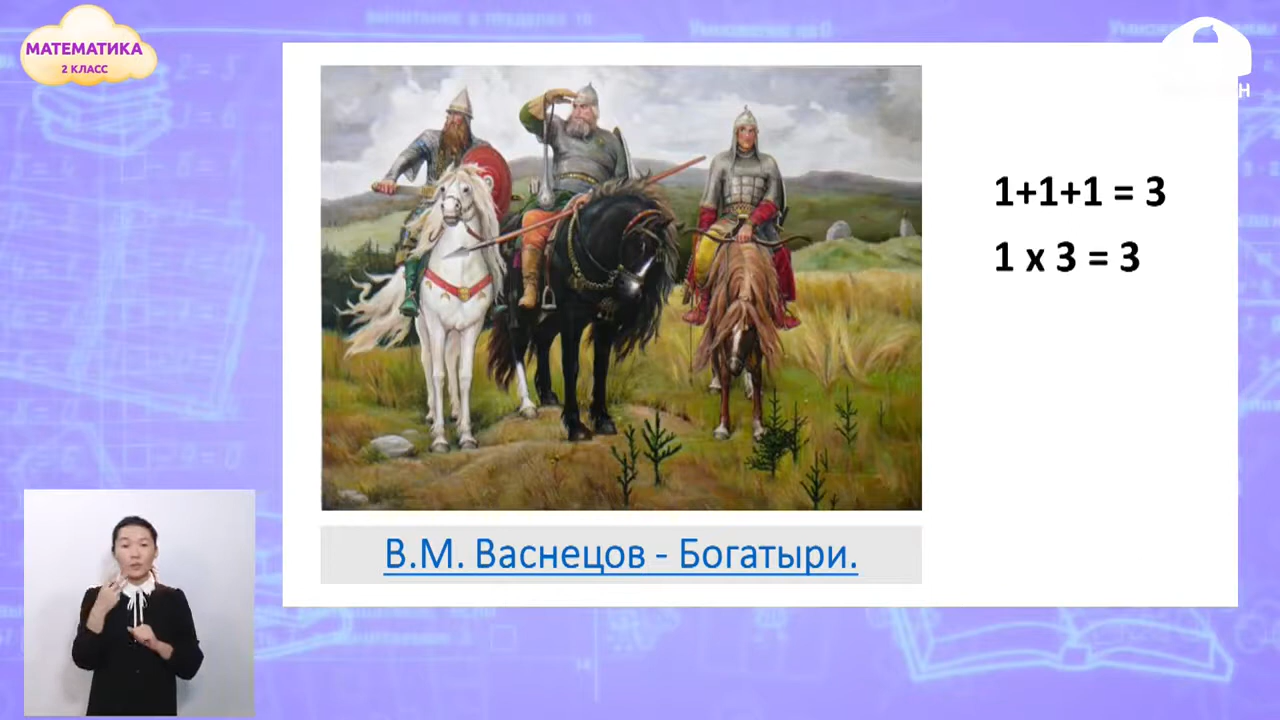 МАТЕМАТИКА
2 КЛАСС
1+1+1 = 3
1 x 3 = 3
В.М. Васнецов - Богатыри.